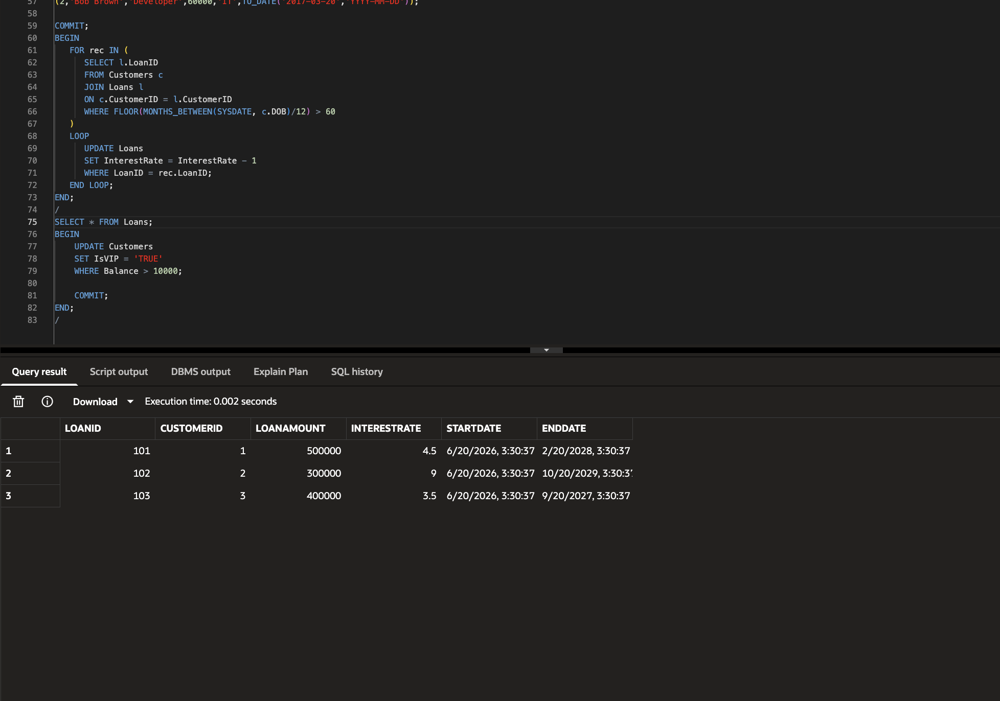 57 (2,'Bob Brown','Developer',60000,'IT',TO_DATE('2017-03-20','YYYY-MM-DD'));
58
59 COMMIT;
60 BEGIN
61 FOR rec IN (
62 SELECT l.LoanID
63 FROM Customers c
64 JOIN Loans l
65 ON c.CustomerID = l.CustomerID
66 WHERE FLOOR(MONTHS_BETWEEN(SYSDATE, c.DOB)/12) > 60
67 )
68 LOOP
69 UPDATE Loans
70 SET InterestRate = InterestRate - 1
71 WHERE LoanID = rec.LoanID;
72 END LOOP;
73 END;
74 /
75 SELECT * FROM Loans;
76 BEGIN
77 UPDATE Customers
78 SET IsVIP = 'TRUE'
79 WHERE Balance > 10000;
80
81 COMMIT;
82 END;
83 /
Query result Script output DBMS output Explain Plan SQL history
Download Execution time: 0.002 seconds
LOANID CUSTOMERID LOANAMOUNT INTERESTRATE STARTDATE ENDDATE
1 101 1 500000 4.5 6/20/2026, 3:30:37 2/20/2028, 3:30:37
2 102 2 300000 9 6/20/2026, 3:30:37 10/20/2029, 3:30:37
3 103 3 400000 3.5 6/20/2026, 3:30:37 9/20/2027, 3:30:37